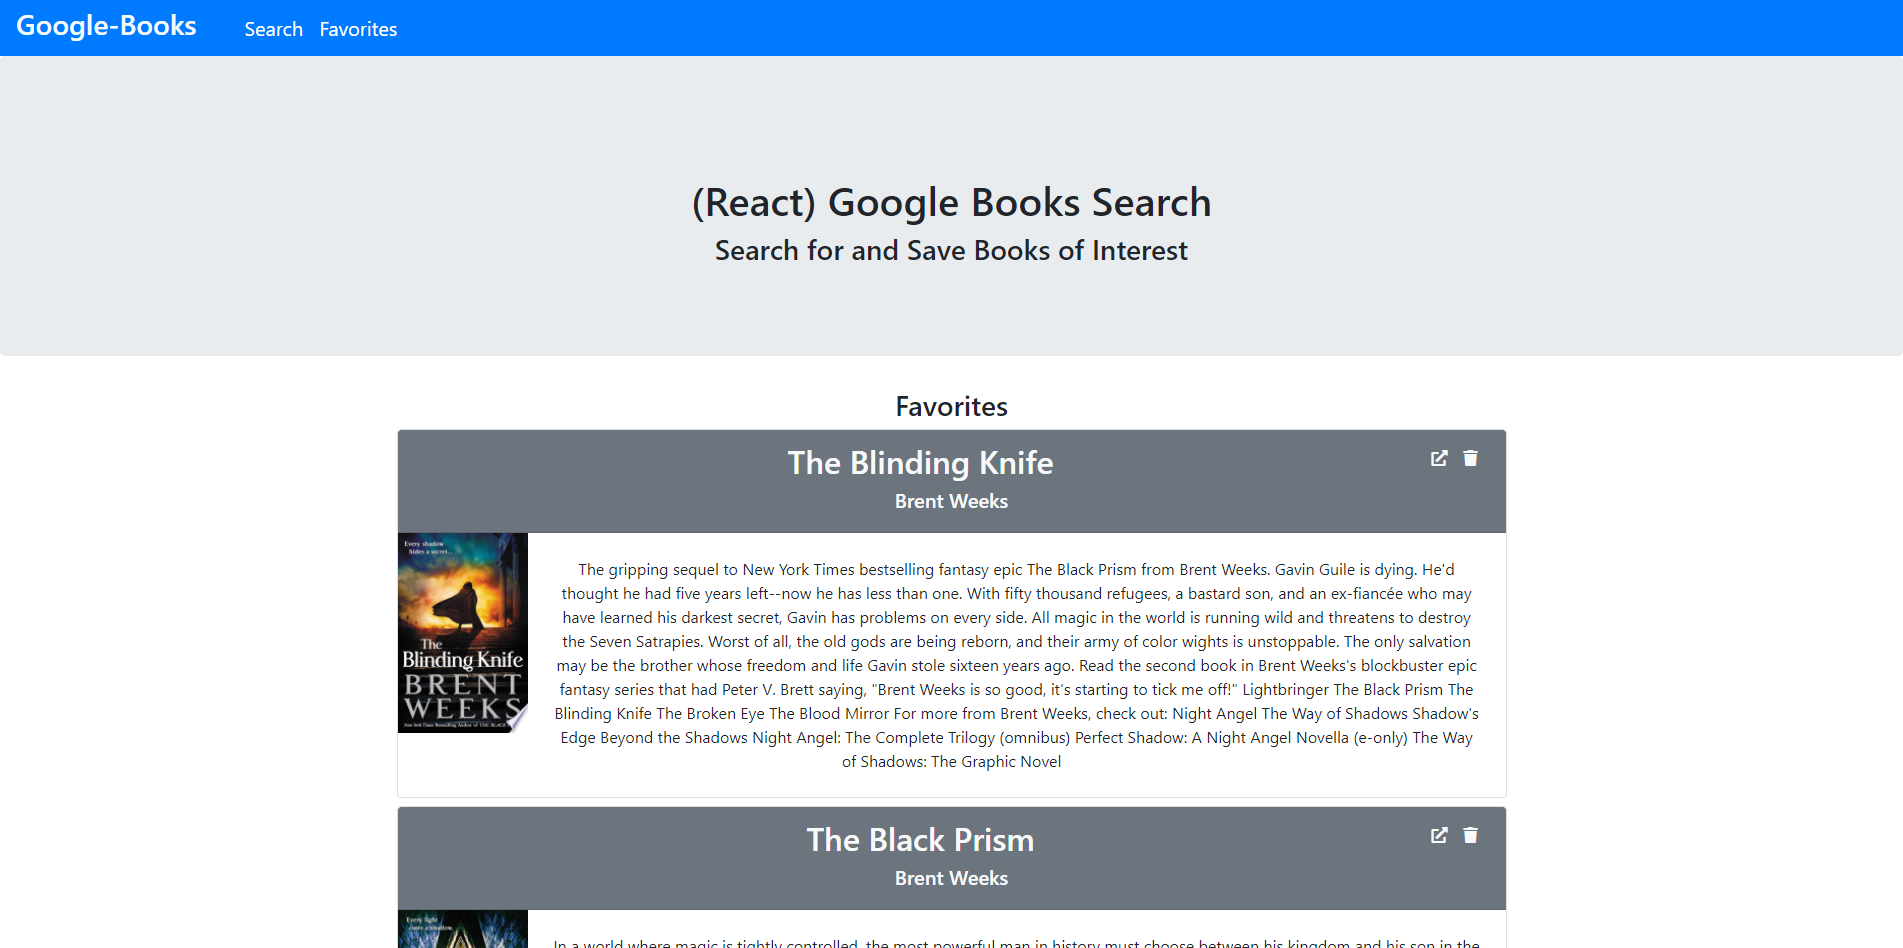 Google-Books
Search Favorites
(React) Google Books Search
Search for and Save Books of Interest
Favorites
The Blinding Knife
Brent Weeks
Every shadow
hides a secret...
The
Blinding Knife
BRENT
WEEKS
The gripping sequel to New York Times bestselling fantasy epic The Black Prism from Brent Weeks. Gavin Guile is dying. He'd
thought he had five years left--now he has less than one. With fifty thousand refugees, a bastard son, and an ex-fiancée who may
have learned his darkest secret, Gavin has problems on every side. All magic in the world is running wild and threatens to destroy
the Seven Satrapies. Worst of all, the old gods are being reborn, and their army of color wights is unstoppable. The only salvation
may be the brother whose freedom and life Gavin stole sixteen years ago. Read the second book in Brent Weeks's blockbuster epic
fantasy series that had Peter V. Brett saying, "Brent Weeks is so good, it's starting to tick me off!" Lightbringer The Black Prism The
Blinding Knife The Broken Eye The Blood Mirror For more from Brent Weeks, check out: Night Angel The Way of Shadows Shadow's
Edge Beyond the Shadows Night Angel: The Complete Trilogy (omnibus) Perfect Shadow: A Night Angel Novella (e-only) The Way
of Shadows: The Graphic Novel
The Black Prism
Brent Weeks
Every light
casts a shadow.
In a world where magic is tightly controlled, the most powerful man in history must choose between his kingdom and his son in the